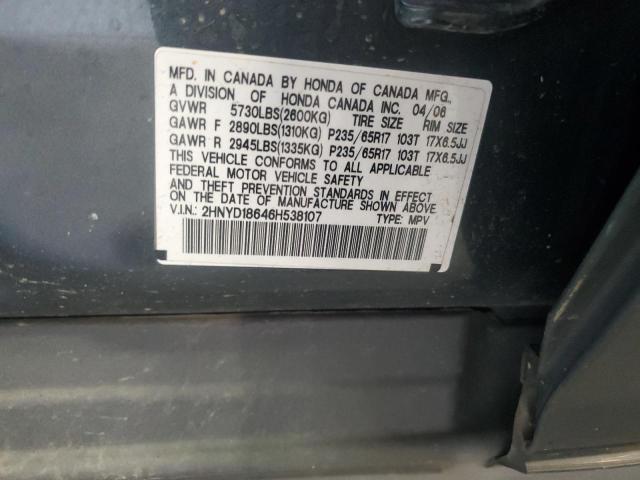 MFD. IN CANADA BY HONDA OF CANADA MFG.,
A DIVISION OF HONDA CANADA INC. 04/06
GVWR 5730LBS(2600KG) TIRE SIZE RIM SIZE
GAWR F 2890LBS(1310KG) P235/65R17 103T 17X6.5JJ
GAWR R 2945LBS(1335KG) P235/65R17 103T 17X6.5JJ
THIS VEHICLE CONFORMS TO ALL APPLICABLE
FEDERAL MOTOR VEHICLE SAFETY
AND THEFT PREVENTION STANDARDS IN EFFECT
ON THE DATE OF MANUFACTURE SHOWN ABOVE.
V.I.N.: 2HNYD18646H538107 TYPE: MPV